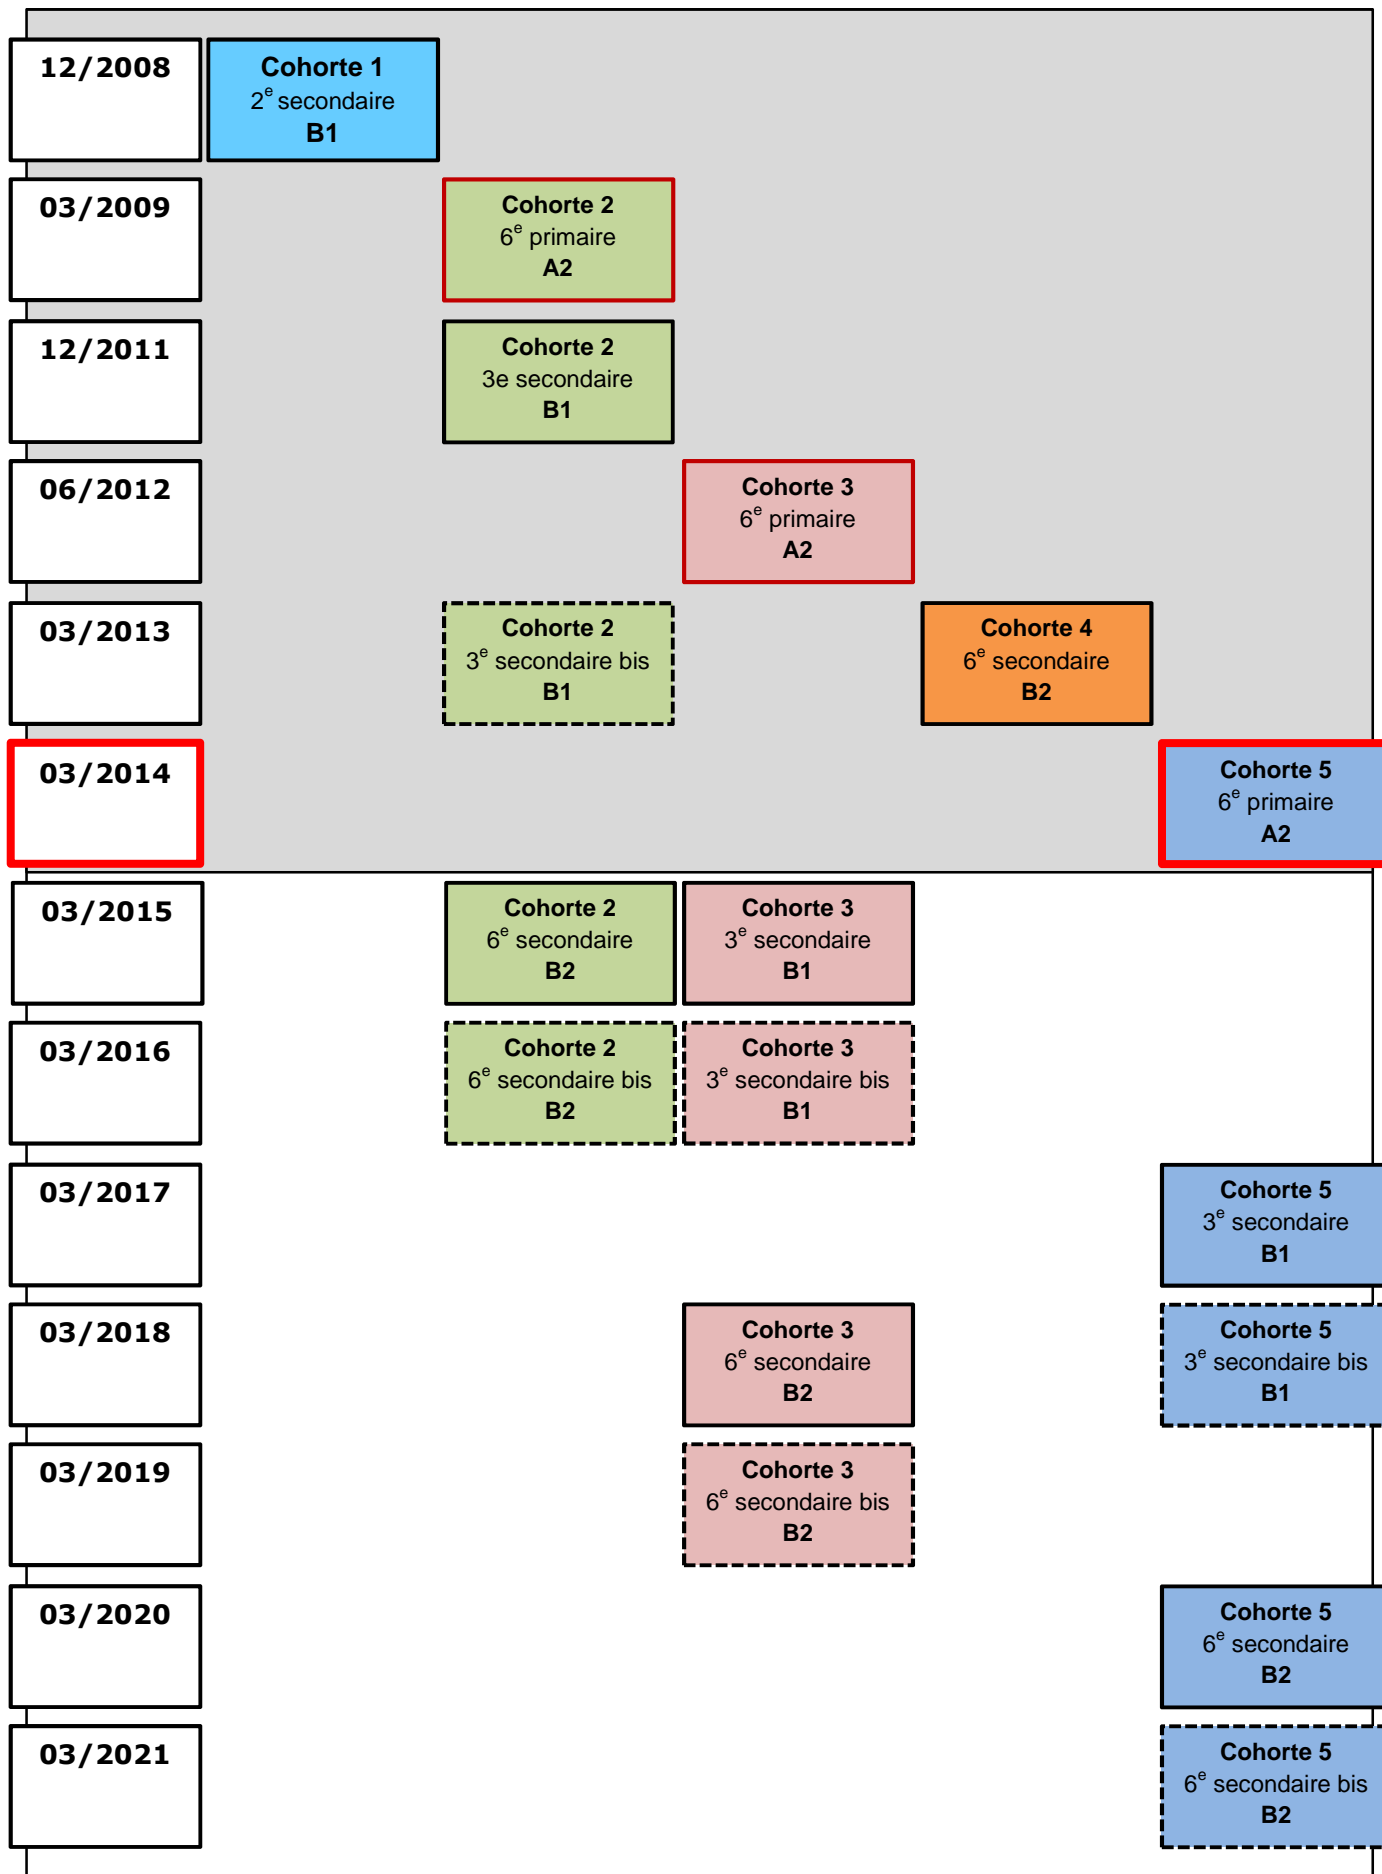 12/2008
Cohorte 1
2e secondaire
B1
03/2009
Cohorte 2
6e primaire
A2
12/2011
Cohorte 2
3e secondaire
B1
06/2012
Cohorte 3
6e primaire
A2
03/2013
Cohorte 2
3e secondaire bis
B1
Cohorte 4
6e secondaire
B2
03/2014
Cohorte 5
6e primaire
A2
03/2015
Cohorte 2
6e secondaire
B2
Cohorte 3
3e secondaire
B1
03/2016
Cohorte 2
6e secondaire bis
B2
Cohorte 3
3e secondaire bis
B1
03/2017
Cohorte 5
3e secondaire
B1
03/2018
Cohorte 3
6e secondaire
B2
Cohorte 5
3e secondaire bis
B1
03/2019
Cohorte 3
6e secondaire bis
B2
03/2020
Cohorte 5
6e secondaire
B2
03/2021
Cohorte 5
6e secondaire bis
B2